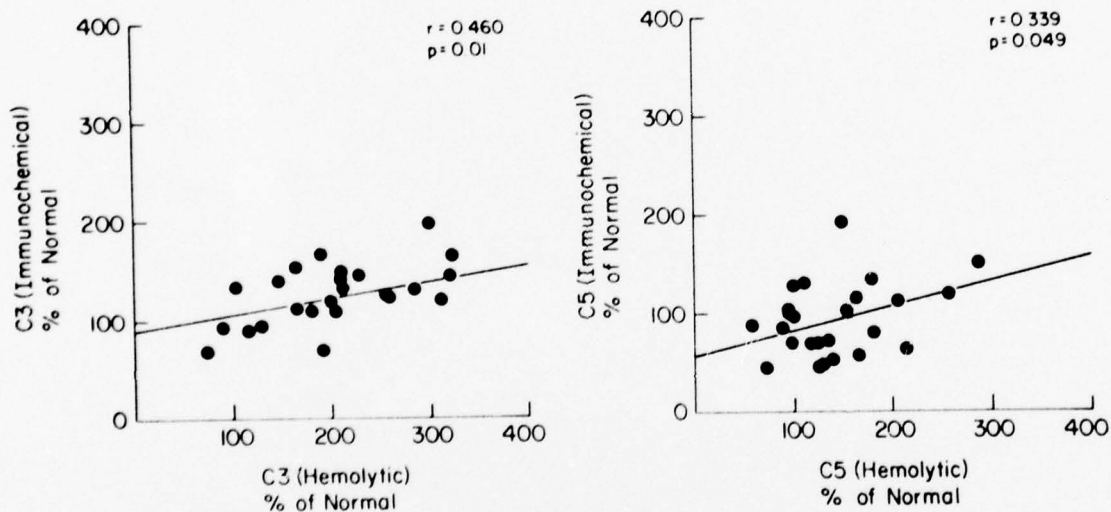 r = 0.460
p = 0.01
400
300
200
100
0
100 200 300 400
C3 (Immunochemical)
% of Normal
C3 (Hemolytic)
% of Normal
r = 0.339
p = 0.049
400
300
200
100
0
100 200 300 400
C5 (Immunochemical)
% of Normal
C5 (Hemolytic)
% of Normal